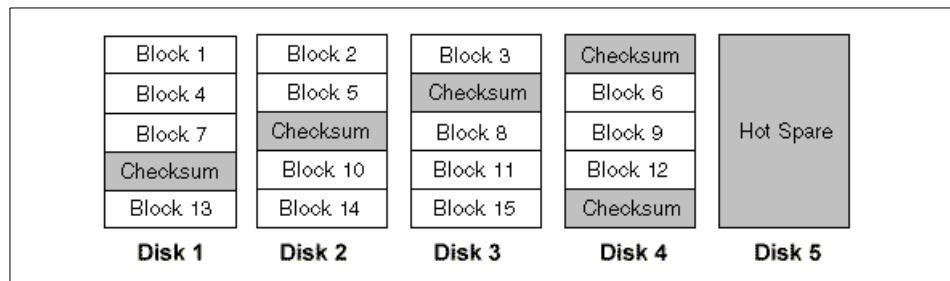 Block 1 Block 2 Block 3 Checksum
Block 4 Block 5 Checksum Block 6
Block 7 Checksum Block 8 Block 9 Hot Spare
Checksum Block 10 Block 11 Block 12
Block 13 Block 14 Block 15 Checksum
Disk 1 Disk 2 Disk 3 Disk 4 Disk 5